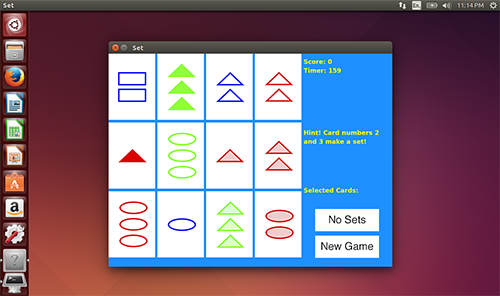 Set
En
11:14 PM
Set
Score: 0
Timer: 159
Hint! Card numbers 2
and 3 make a set!
Selected Cards:
No Sets
New Game
a
?